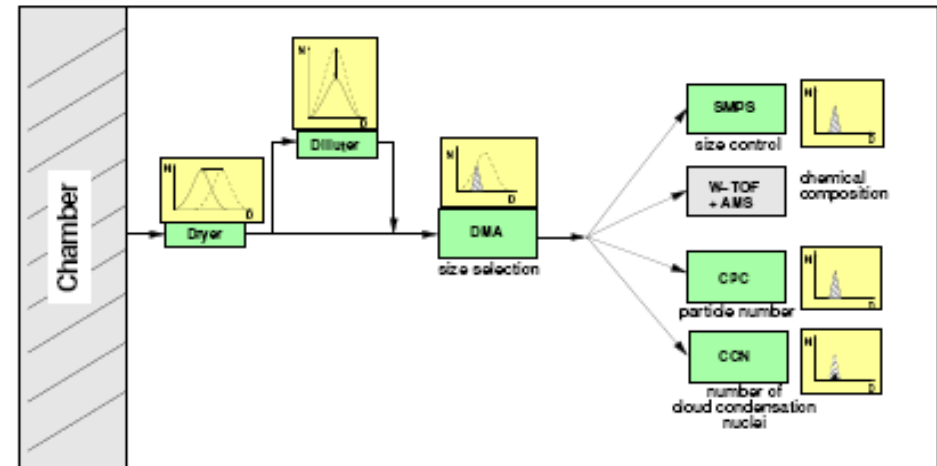 Chamber
N
D
Dryer
N
D
Diluter
N
D
DMA
size selection
SMPS
size control
N
D
W-TOF
+ AMS
chemical
composition
CPC
particle number
N
D
CCN
number of
cloud condensation
nuclei
N
D